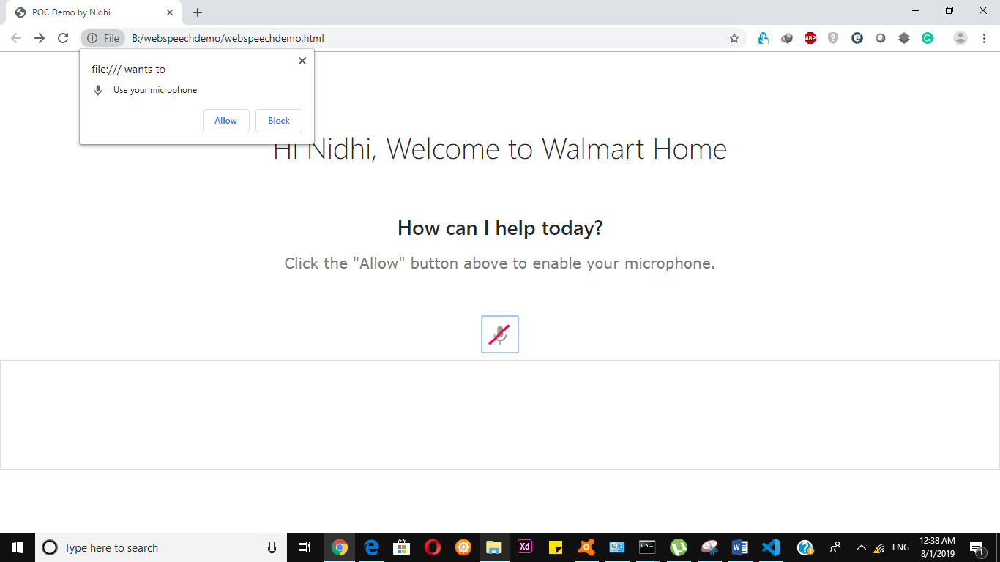 POC Demo by Nidhi
File
B:/webspeechdemo/webspeechdemo.html
ABP
file:/// wants to
Use your microphone
Allow
Block
Hi Nidhi, Welcome to Walmart Home
How can I help today?
Click the "Allow" button above to enable your microphone.
Type here to search
Xd
ENG
12:38 AM
8/1/2019
1